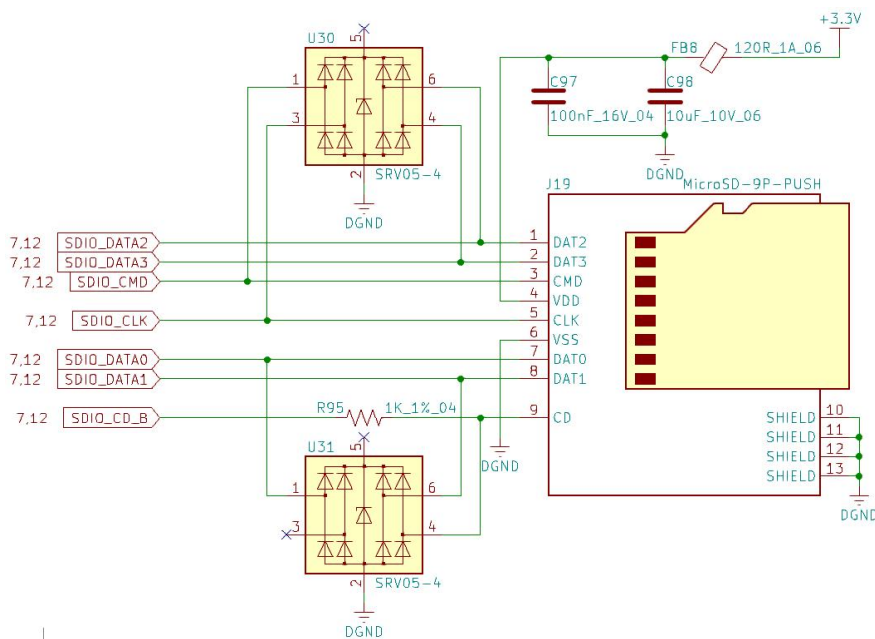 +3.3V
U30
5
FB8
120R_1A_06
1
6
3
4
C97
C98
100nF_16V_04
10uF_10V_06
2
SRV05-4
DGND
DGND
J19
MicroSD-9P-PUSH
7,12 SDIO_DATA2
1 DAT2
7,12 SDIO_DATA3
2 DAT3
7,12 SDIO_CMD
3 CMD
4 VDD
7,12 SDIO_CLK
5 CLK
6 VSS
7,12 SDIO_DATA0
7 DAT0
7,12 SDIO_DATA1
8 DAT1
7,12 SDIO_CD_B
R95
1K_1%_04
9 CD
SHIELD 10
SHIELD 11
SHIELD 12
SHIELD 13
U31
5
DGND
1
6
3
4
DGND
2
SRV05-4
DGND